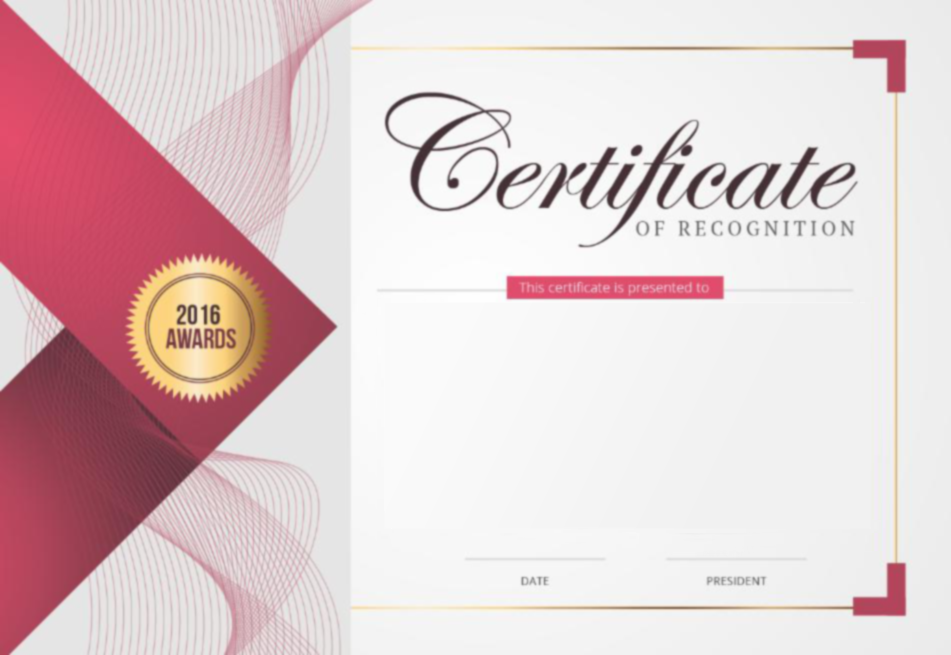 Certificate
OF RECOGNITION
This certificate is presented to
2016
AWARDS
DATE
PRESIDENT